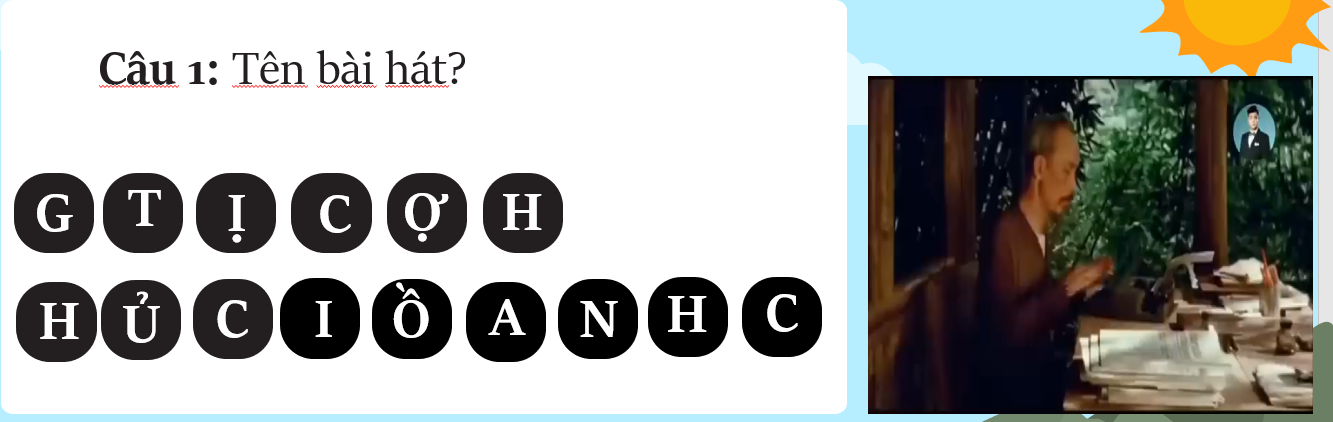 Câu 1: Tên bài hát?
G T Ị C Ợ H
H Ủ C I Ồ A N H C